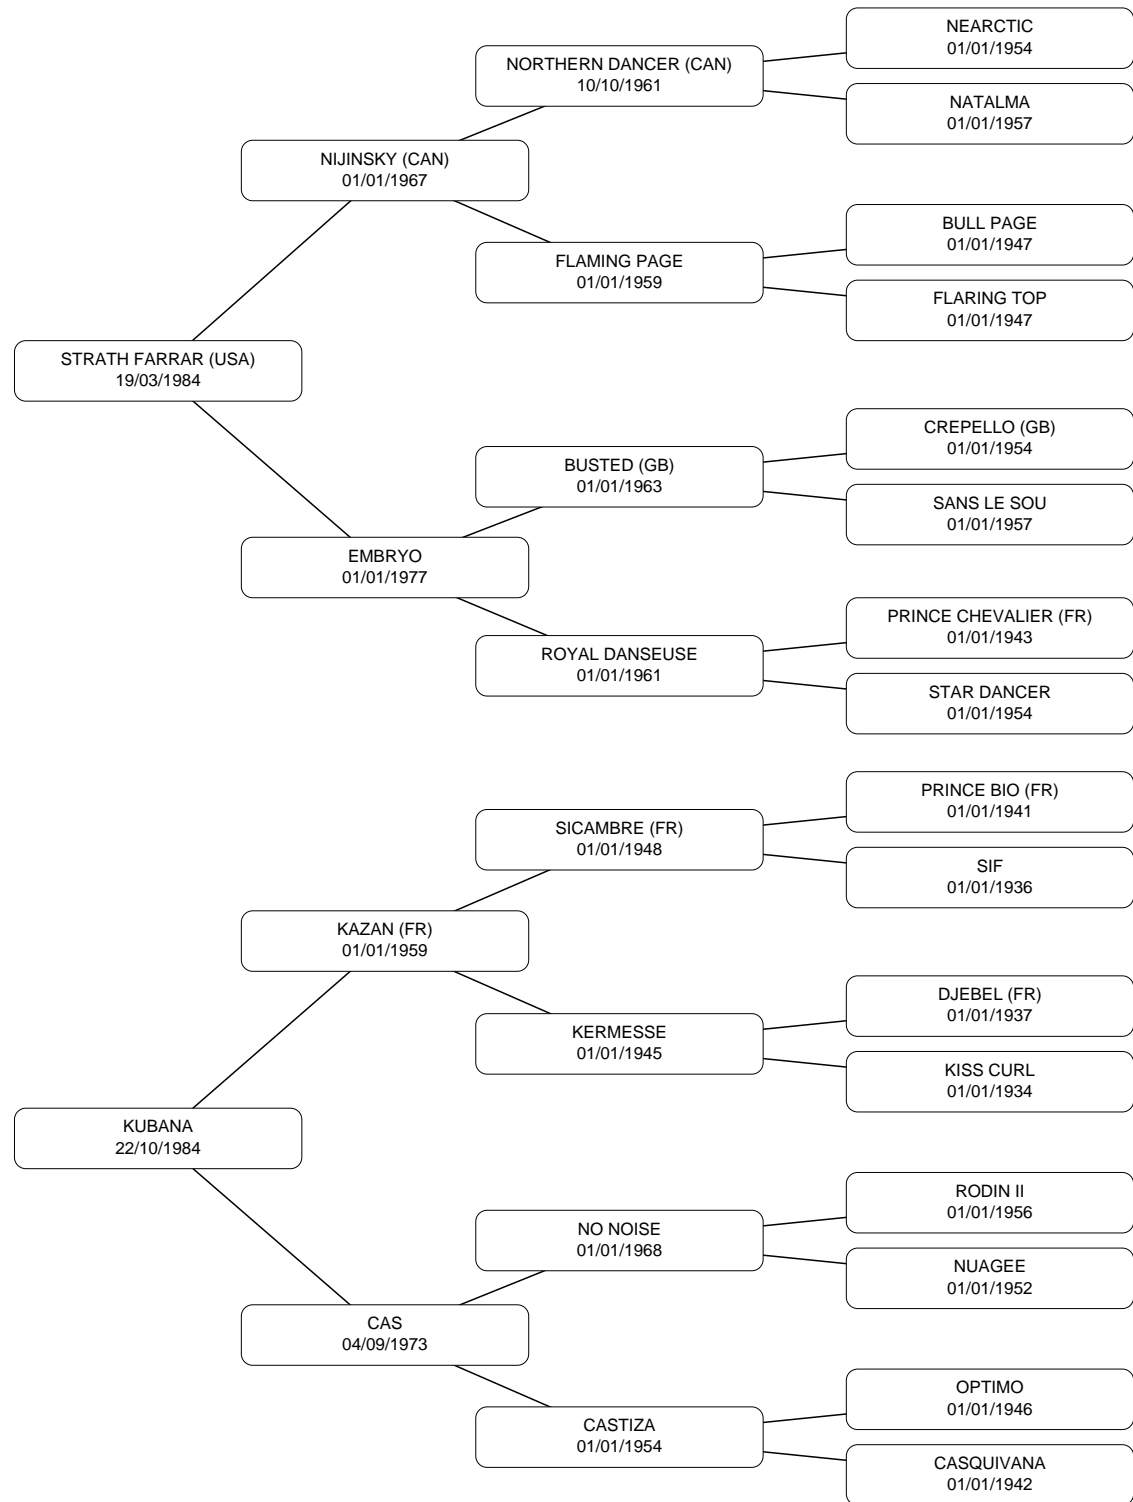 NEARCTIC
01/01/1954
NORTHERN DANCER (CAN)
10/10/1961
NATALMA
01/01/1957
NIJINSKY (CAN)
01/01/1967
BULL PAGE
01/01/1947
FLAMING PAGE
01/01/1959
FLARING TOP
01/01/1947
STRATH FARRAR (USA)
19/03/1984
CREPELLO (GB)
01/01/1954
BUSTED (GB)
01/01/1963
SANS LE SOU
01/01/1957
EMBRYO
01/01/1977
PRINCE CHEVALIER (FR)
01/01/1943
ROYAL DANSEUSE
01/01/1961
STAR DANCER
01/01/1954
PRINCE BIO (FR)
01/01/1941
SICAMBRE (FR)
01/01/1948
SIF
01/01/1936
KAZAN (FR)
01/01/1959
DJEBEL (FR)
01/01/1937
KERMESSE
01/01/1945
KISS CURL
01/01/1934
KUBANA
22/10/1984
RODIN II
01/01/1956
NO NOISE
01/01/1968
NUAGEE
01/01/1952
CAS
04/09/1973
OPTIMO
01/01/1946
CASTIZA
01/01/1954
CASQUIVANA
01/01/1942